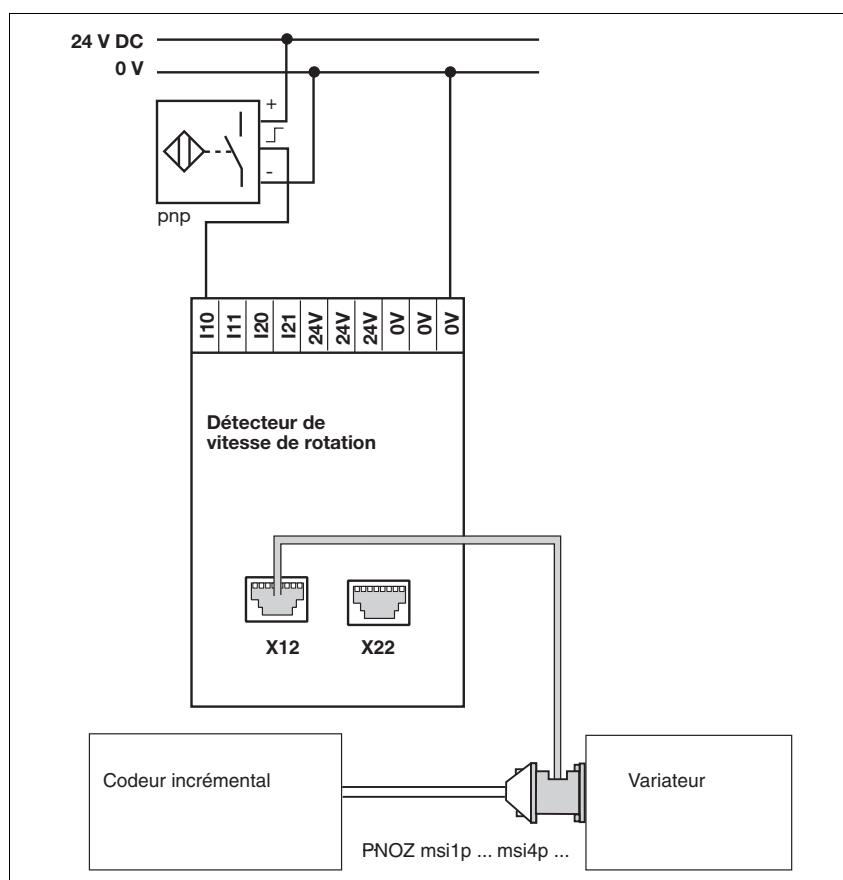 24 V DC
0 V
+
-
pnp
I10 I11 I20 I21 24V 24V 24V 0V 0V 0V
Détecteur de
vitesse de rotation
X12 X22
Codeur incrémental
Variateur
PNOZ msi1p ... msi4p ...